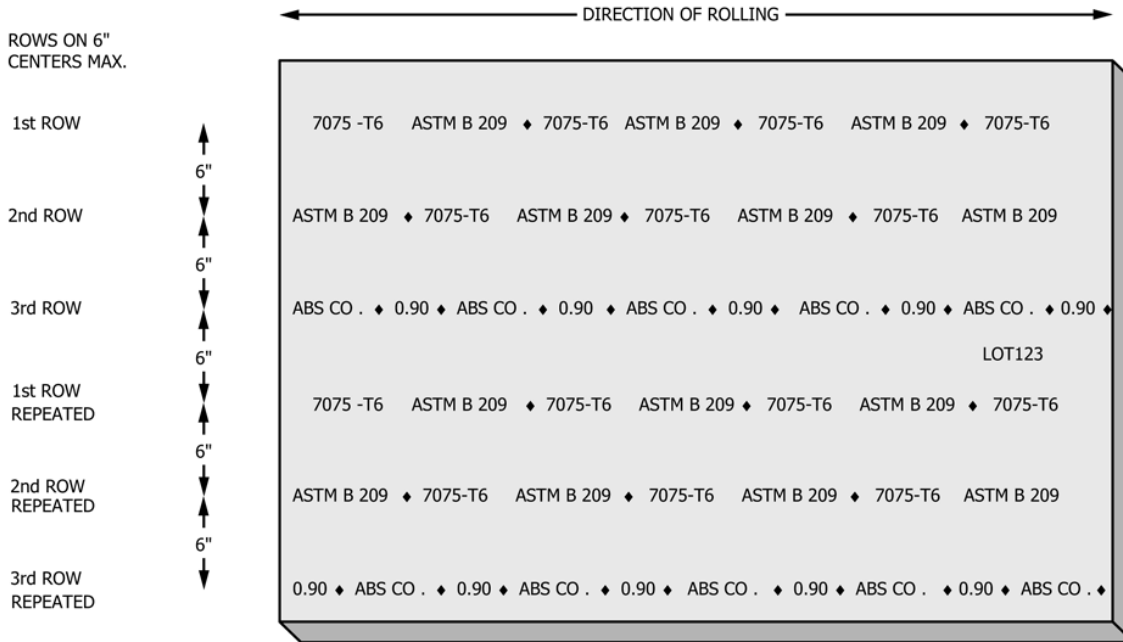 DIRECTION OF ROLLING
ROWS ON 6"
CENTERS MAX.
1st ROW 7075 -T6 ASTM B 209 ♦ 7075-T6 ASTM B 209 ♦ 7075-T6 ASTM B 209 ♦ 7075-T6
6"
2nd ROW ASTM B 209 ♦ 7075-T6 ASTM B 209 ♦ 7075-T6 ASTM B 209 ♦ 7075-T6 ASTM B 209
6"
3rd ROW ABS CO . ♦ 0.90 ♦ ABS CO . ♦ 0.90 ♦ ABS CO . ♦ 0.90 ♦ ABS CO . ♦ 0.90 ♦ ABS CO . ♦ 0.90 ♦
6" LOT123
1st ROW
REPEATED 7075 -T6 ASTM B 209 ♦ 7075-T6 ASTM B 209 ♦ 7075-T6 ASTM B 209 ♦ 7075-T6
6"
2nd ROW
REPEATED ASTM B 209 ♦ 7075-T6 ASTM B 209 ♦ 7075-T6 ASTM B 209 ♦ 7075-T6 ASTM B 209
6"
3rd ROW
REPEATED 0.90 ♦ ABS CO . ♦ 0.90 ♦ ABS CO . ♦ 0.90 ♦ ABS CO . ♦ 0.90 ♦ ABS CO . ♦ 0.90 ♦ ABS CO . ♦